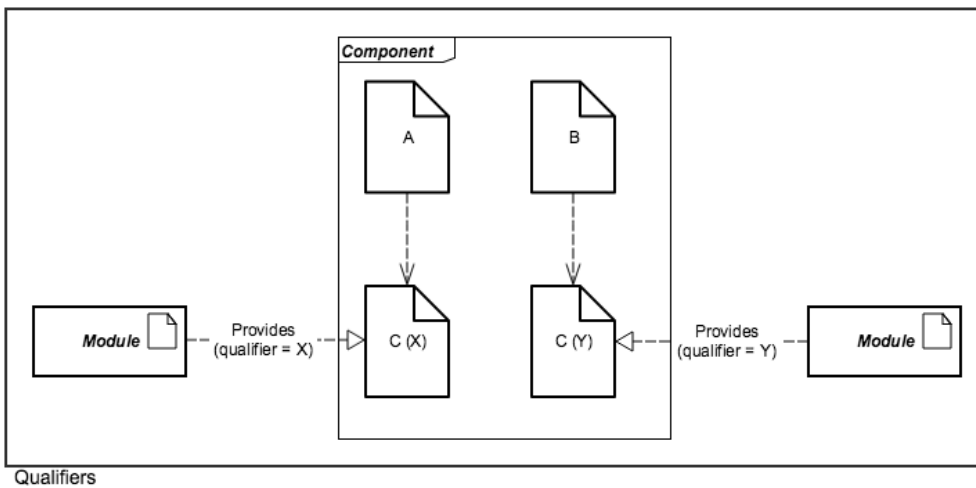 Component
A
B
Module
Provides
(qualifier = X)
C (X)
C (Y)
Provides
(qualifier = Y)
Module
Qualifiers